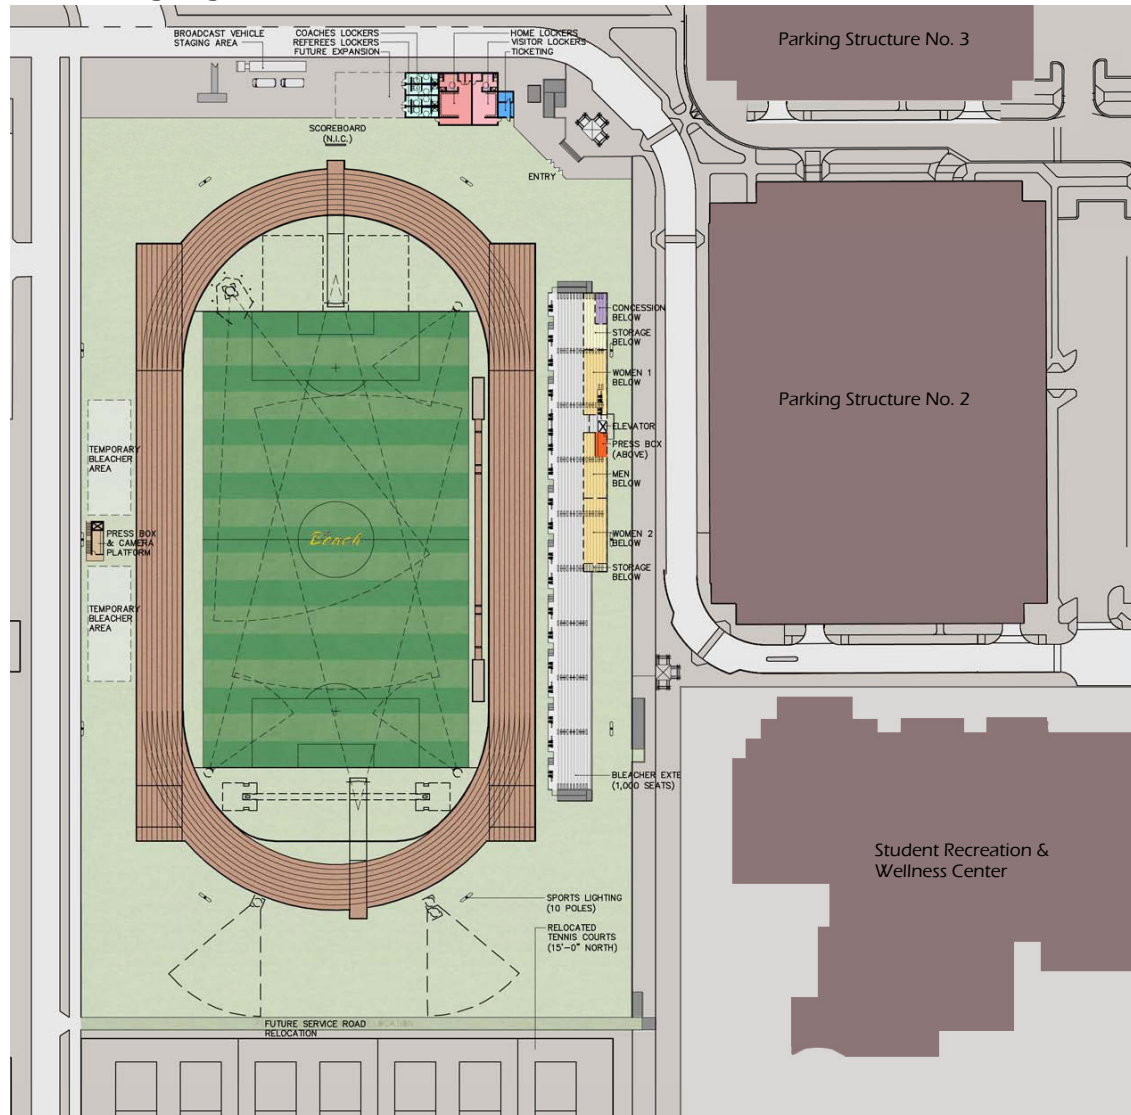 BROADCAST VEHICLE
STAGING AREA
COACHES LOCKERS
REFEREES LOCKERS
FUTURE EXPANSION
HOME LOCKERS
VISITOR LOCKERS
TICKETING
Parking Structure No. 3
SCOREBOARD
(N.I.C.)
ENTRY
CONCESSION
BELOW
STORAGE
BELOW
WOMEN 1
BELOW
ELEVATOR
PRESS BOX
(ABOVE)
MEN
BELOW
WOMEN 2
BELOW
STORAGE
BELOW
Parking Structure No. 2
TEMPORARY
BLEACHER
AREA
PRESS BOX
& CAMERA
PLATFORM
TEMPORARY
BLEACHER
AREA
Beach
BLEACHER EXTE
(1,000 SEATS)
Student Recreation &
Wellness Center
SPORTS LIGHTING
(10 POLES)
RELOCATED
TENNIS COURTS
(15'-0" NORTH)
FUTURE SERVICE ROAD
RELOCATION